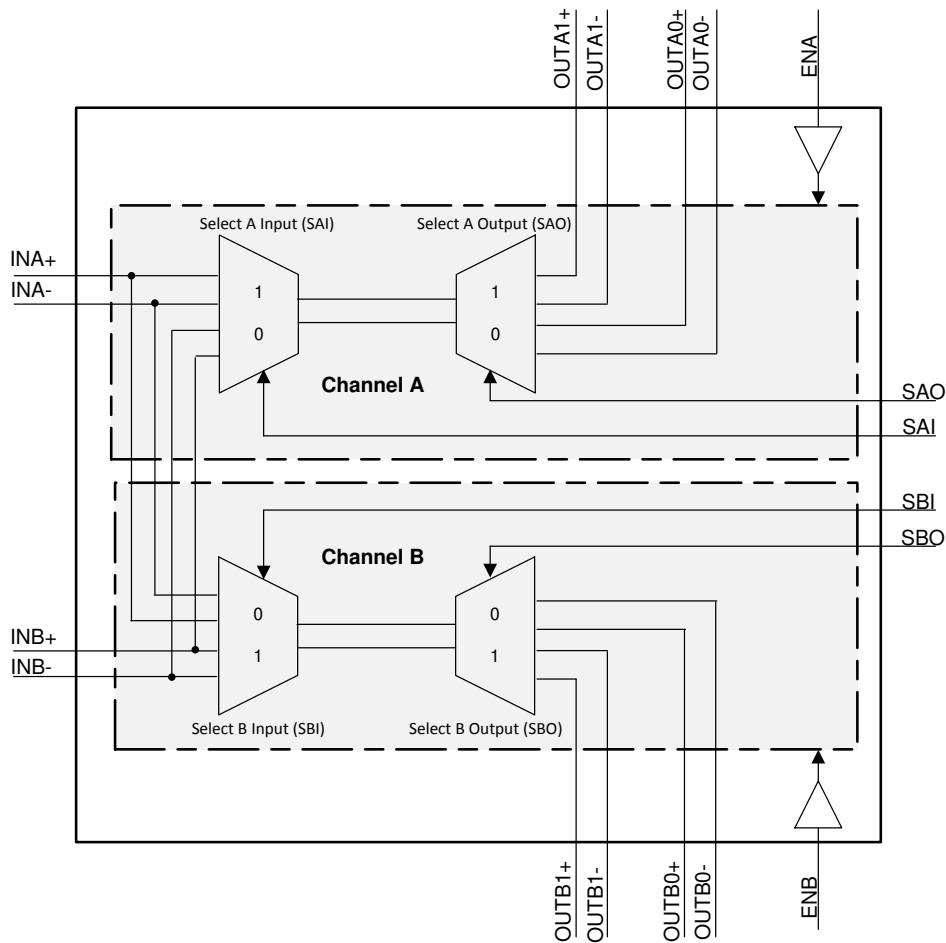 OUTA1+
OUTA1-
OUTA0+
OUTA0-
ENA
Select A Input (SAI)
Select A Output (SAO)
INA+
INA-
1
0
1
0
Channel A
SAO
SAI
SBI
SBO
Channel B
0
1
0
1
INB+
INB-
Select B Input (SBI)
Select B Output (SBO)
OUTB1+
OUTB1-
OUTB0+
OUTB0-
ENB